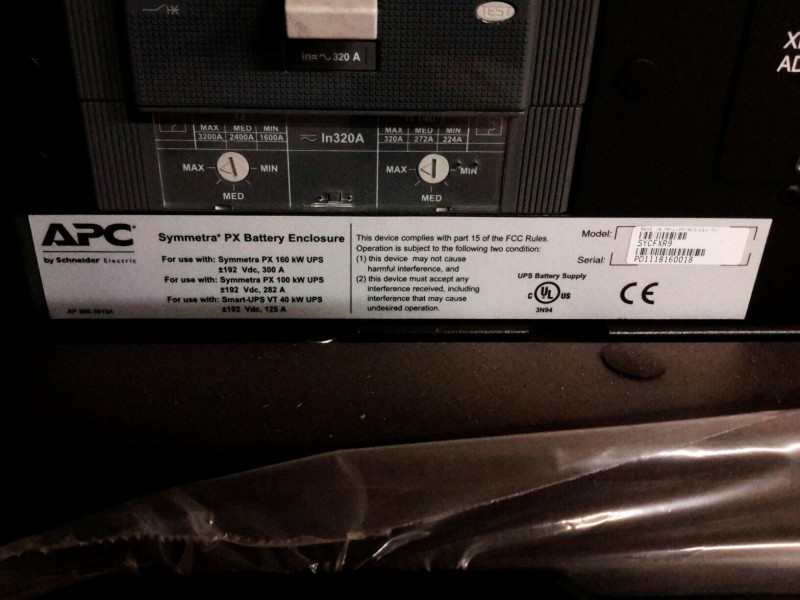 TEST
In= 320 A
MAX MED MIN
3200A 2400A 1600A
In320A
MAX MED MIN
320A 272A 224A
MAX
MIN
MED
MAX
MIN
MED
APC
by Schneider Electric
Symmetra® PX Battery Enclosure
For use with: Symmetra PX 160 kW UPS
±192 Vdc, 300 A
For use with: Symmetra PX 100 kW UPS
±192 Vdc, 282 A
For use with: Smart-UPS VT 40 kW UPS
±192 Vdc, 125 A
This device complies with part 15 of the FCC Rules.
Operation is subject to the following two condition:
(1) this device may not cause
harmful interference, and
(2) this device must accept any
interference received, including
interference that may cause
undesired operation.
UPS Battery Supply
C UL US
3N94
CE
Model:
SYCFXR9
Serial:
PD1118160018